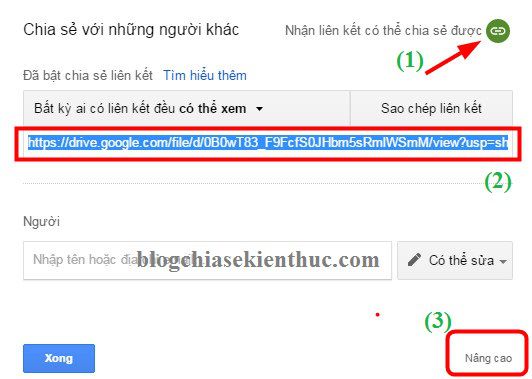 Chia sẻ với những người khác
Nhận liên kết có thể chia sẻ được
(1)
Đã bật chia sẻ liên kết Tìm hiểu thêm
Bất kỳ ai có liên kết đều có thể xem
Sao chép liên kết
https://drive.google.com/file/d/0B0wT83_F9FcfS0JHbm5sRmlWSmM/view?usp=sh
(2)
Người
Nhập tên hoặc địa chỉ email...
blogchiasekienthuc.com
Có thể sửa
(3)
Xong
Nâng cao